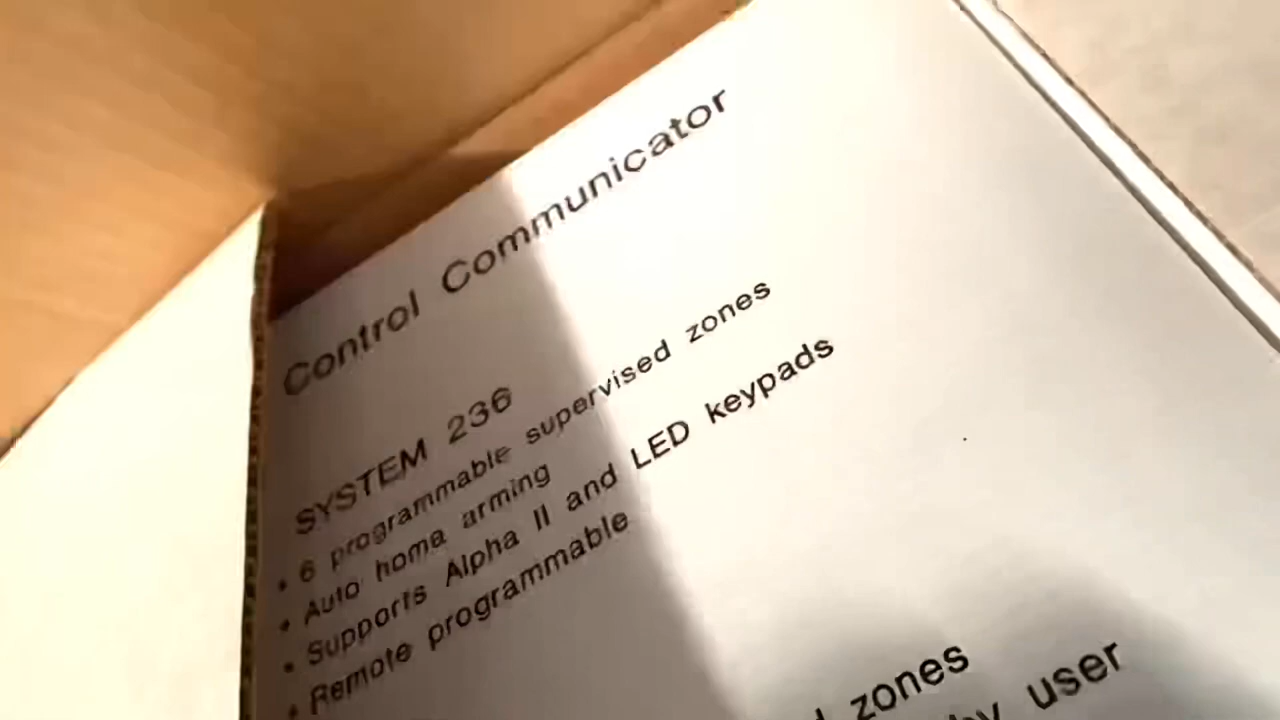 Control Communicator
SYSTEM 236
• 6 programmable supervised zones
• Auto home arming
• Supports Alpha II and LED keypads
• Remote programmable
zones
by user